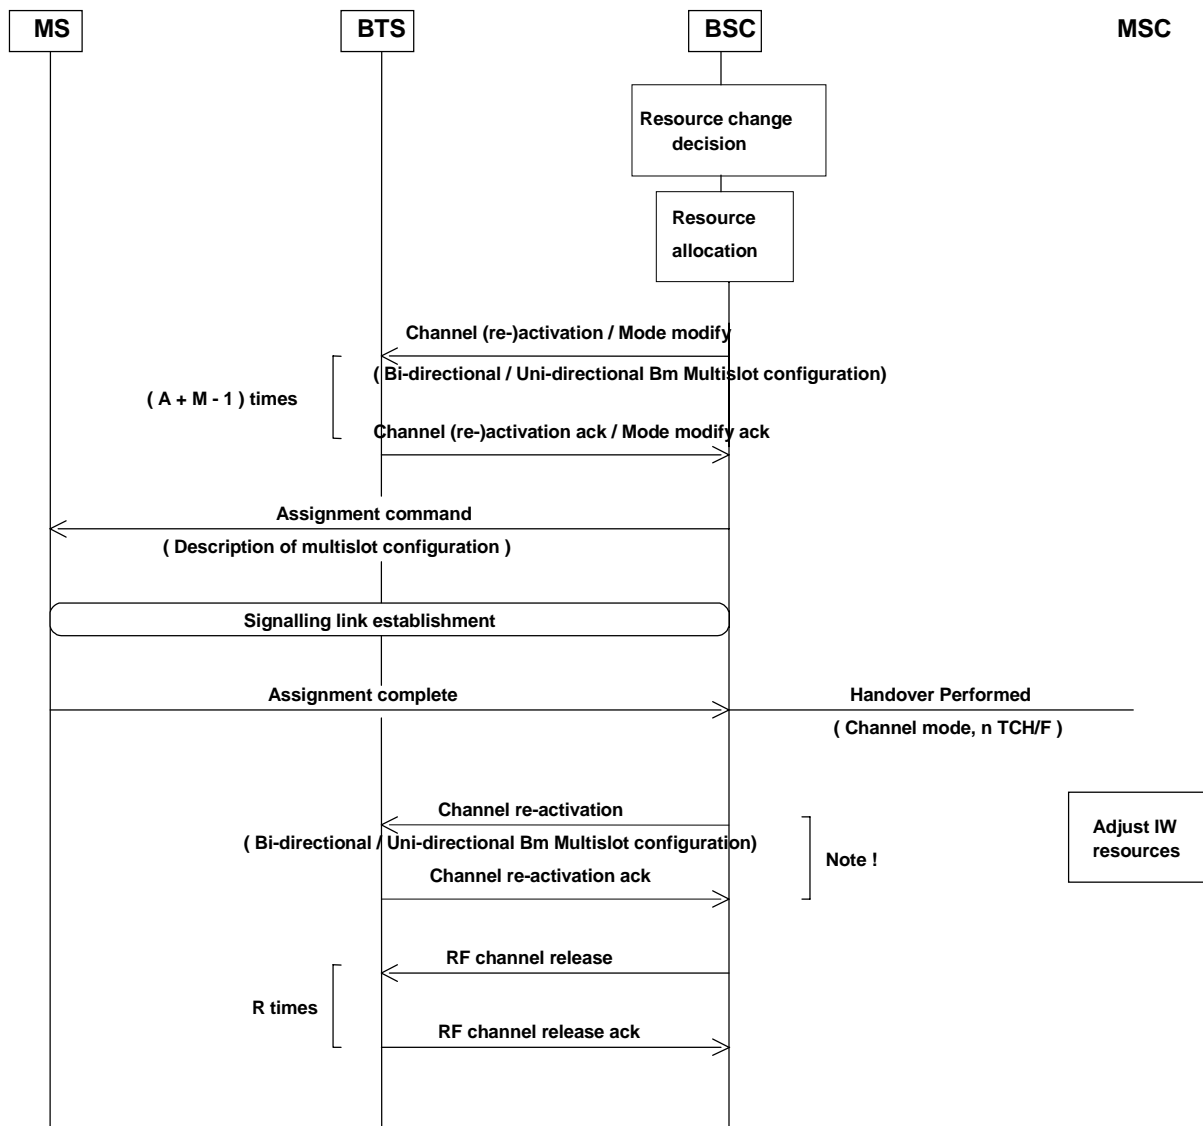 MS
BTS
BSC
MSC
Resource change
decision
Resource
allocation
Channel (re-)activation / Mode modify
( Bi-directional / Uni-directional Bm Multislot configuration)
( A + M - 1 ) times
Channel (re-)activation ack / Mode modify ack
Assignment command
( Description of multislot configuration )
Signalling link establishment
Assignment complete
Handover Performed
( Channel mode, n TCH/F )
Channel re-activation
( Bi-directional / Uni-directional Bm Multislot configuration)
Channel re-activation ack
Note !
Adjust IW
resources
RF channel release
R times
RF channel release ack